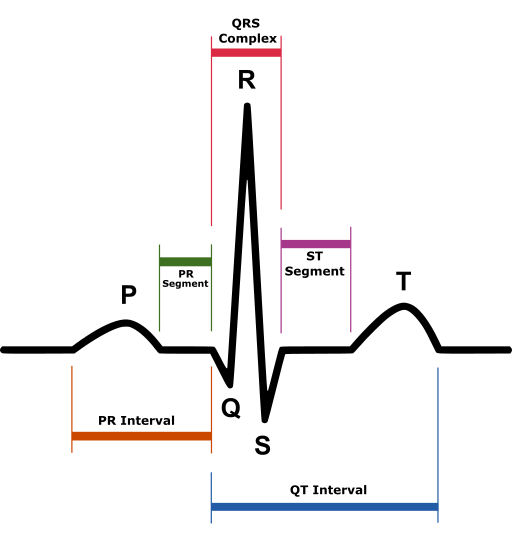 QRS
Complex
R
ST
Segment
PR
Segment
P
T
Q
S
PR Interval
QT Interval